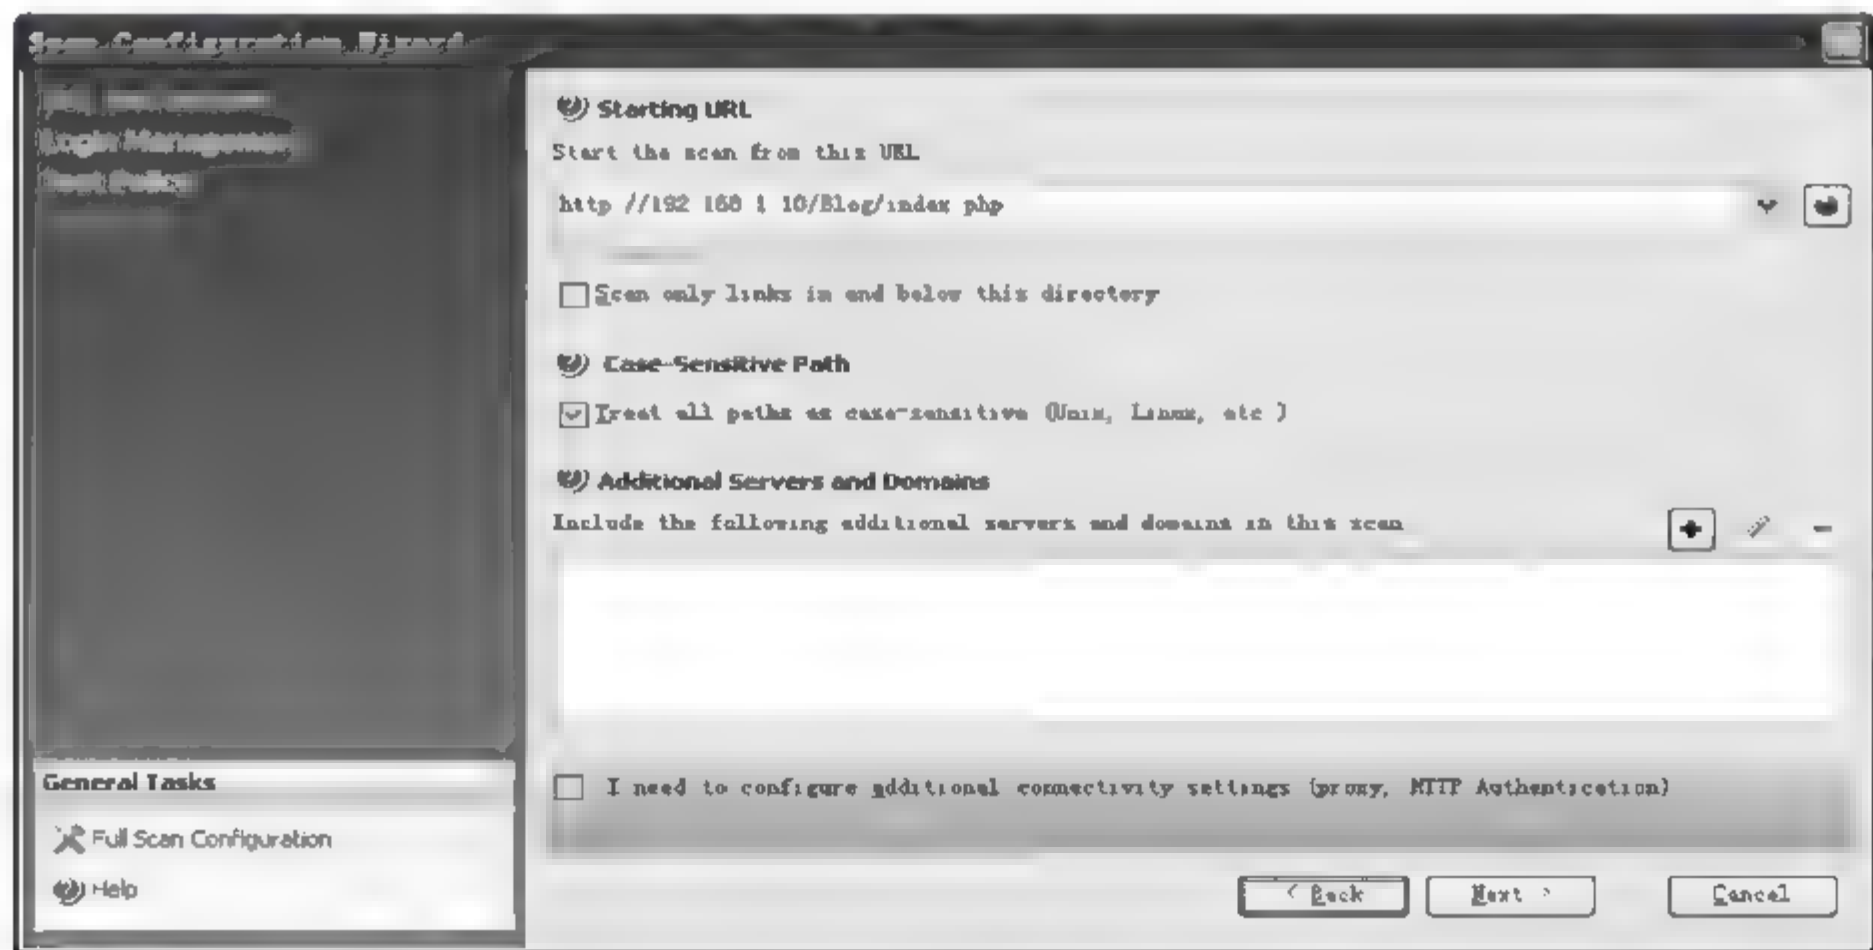 Scan Configuration Wizard
Starting URL
Start the scan from this URL
http //192 168 1 10/Blog/index php
Scan only links in and below this directory
Case-Sensitive Path
Treat all paths as case-sensitive (Unix, Linux, etc )
Additional Servers and Domains
Include the following additional servers and domains in this scan
General Tasks
I need to configure additional connectivity settings (proxy, HTTP Authentication)
Full Scan Configuration
Help
< Back
Next >
Cancel